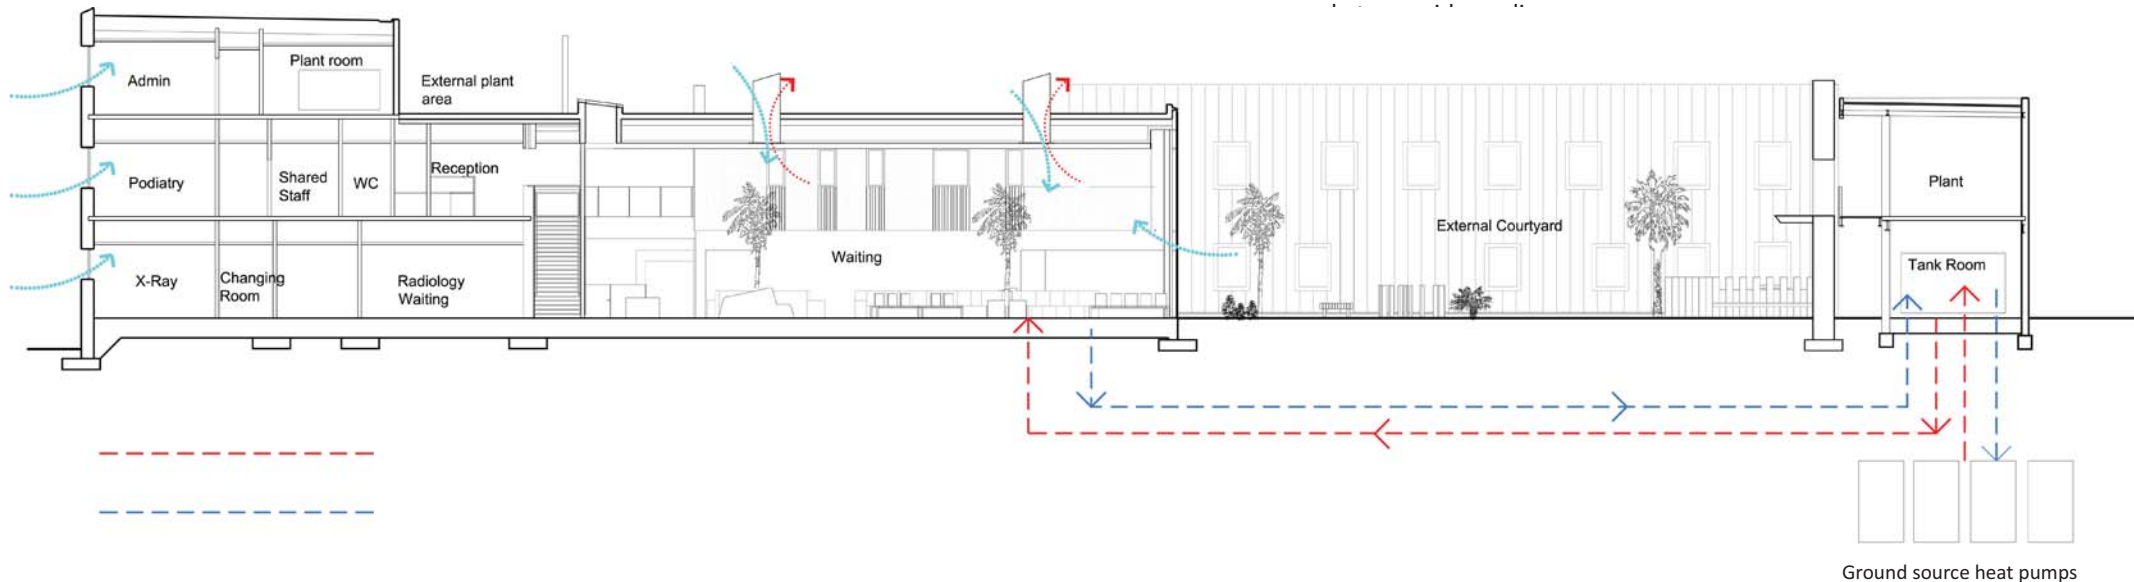 Plant room
Admin
External plant
area
Reception
Shared
Staff
WC
Podiatry
Plant
External Courtyard
Waiting
Tank Room
X-Ray
Changing
Room
Radiology
Waiting
Ground source heat pumps